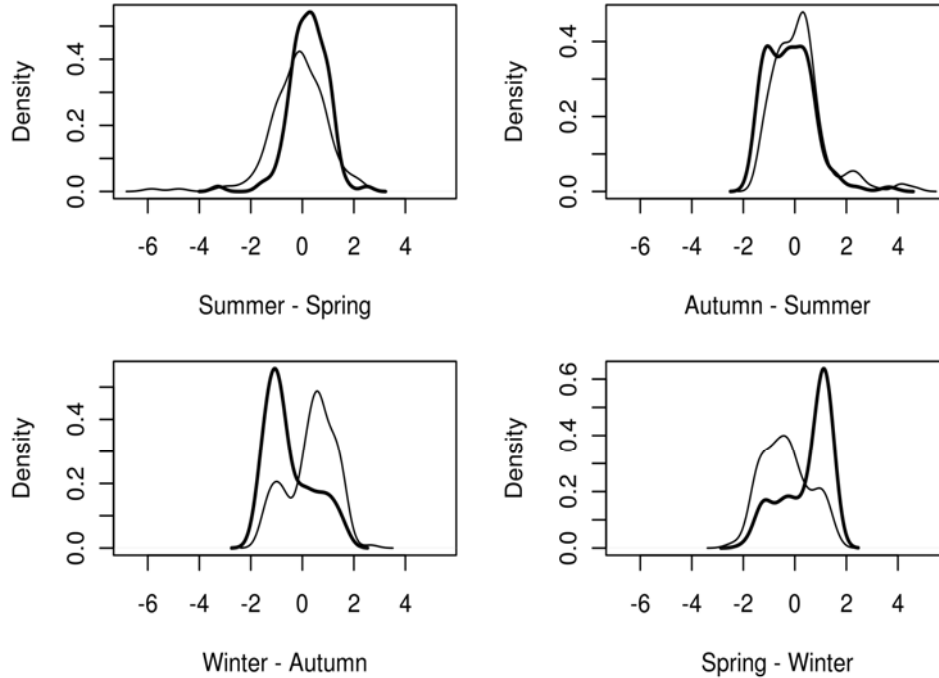 Density
0.0 0.2 0.4
-6 -4 -2 0 2 4
Summer - Spring
Density
0.0 0.2 0.4
-6 -4 -2 0 2 4
Autumn - Summer
Density
0.0 0.2 0.4
-6 -4 -2 0 2 4
Winter - Autumn
Density
0.0 0.2 0.4 0.6
-6 -4 -2 0 2 4
Spring - Winter